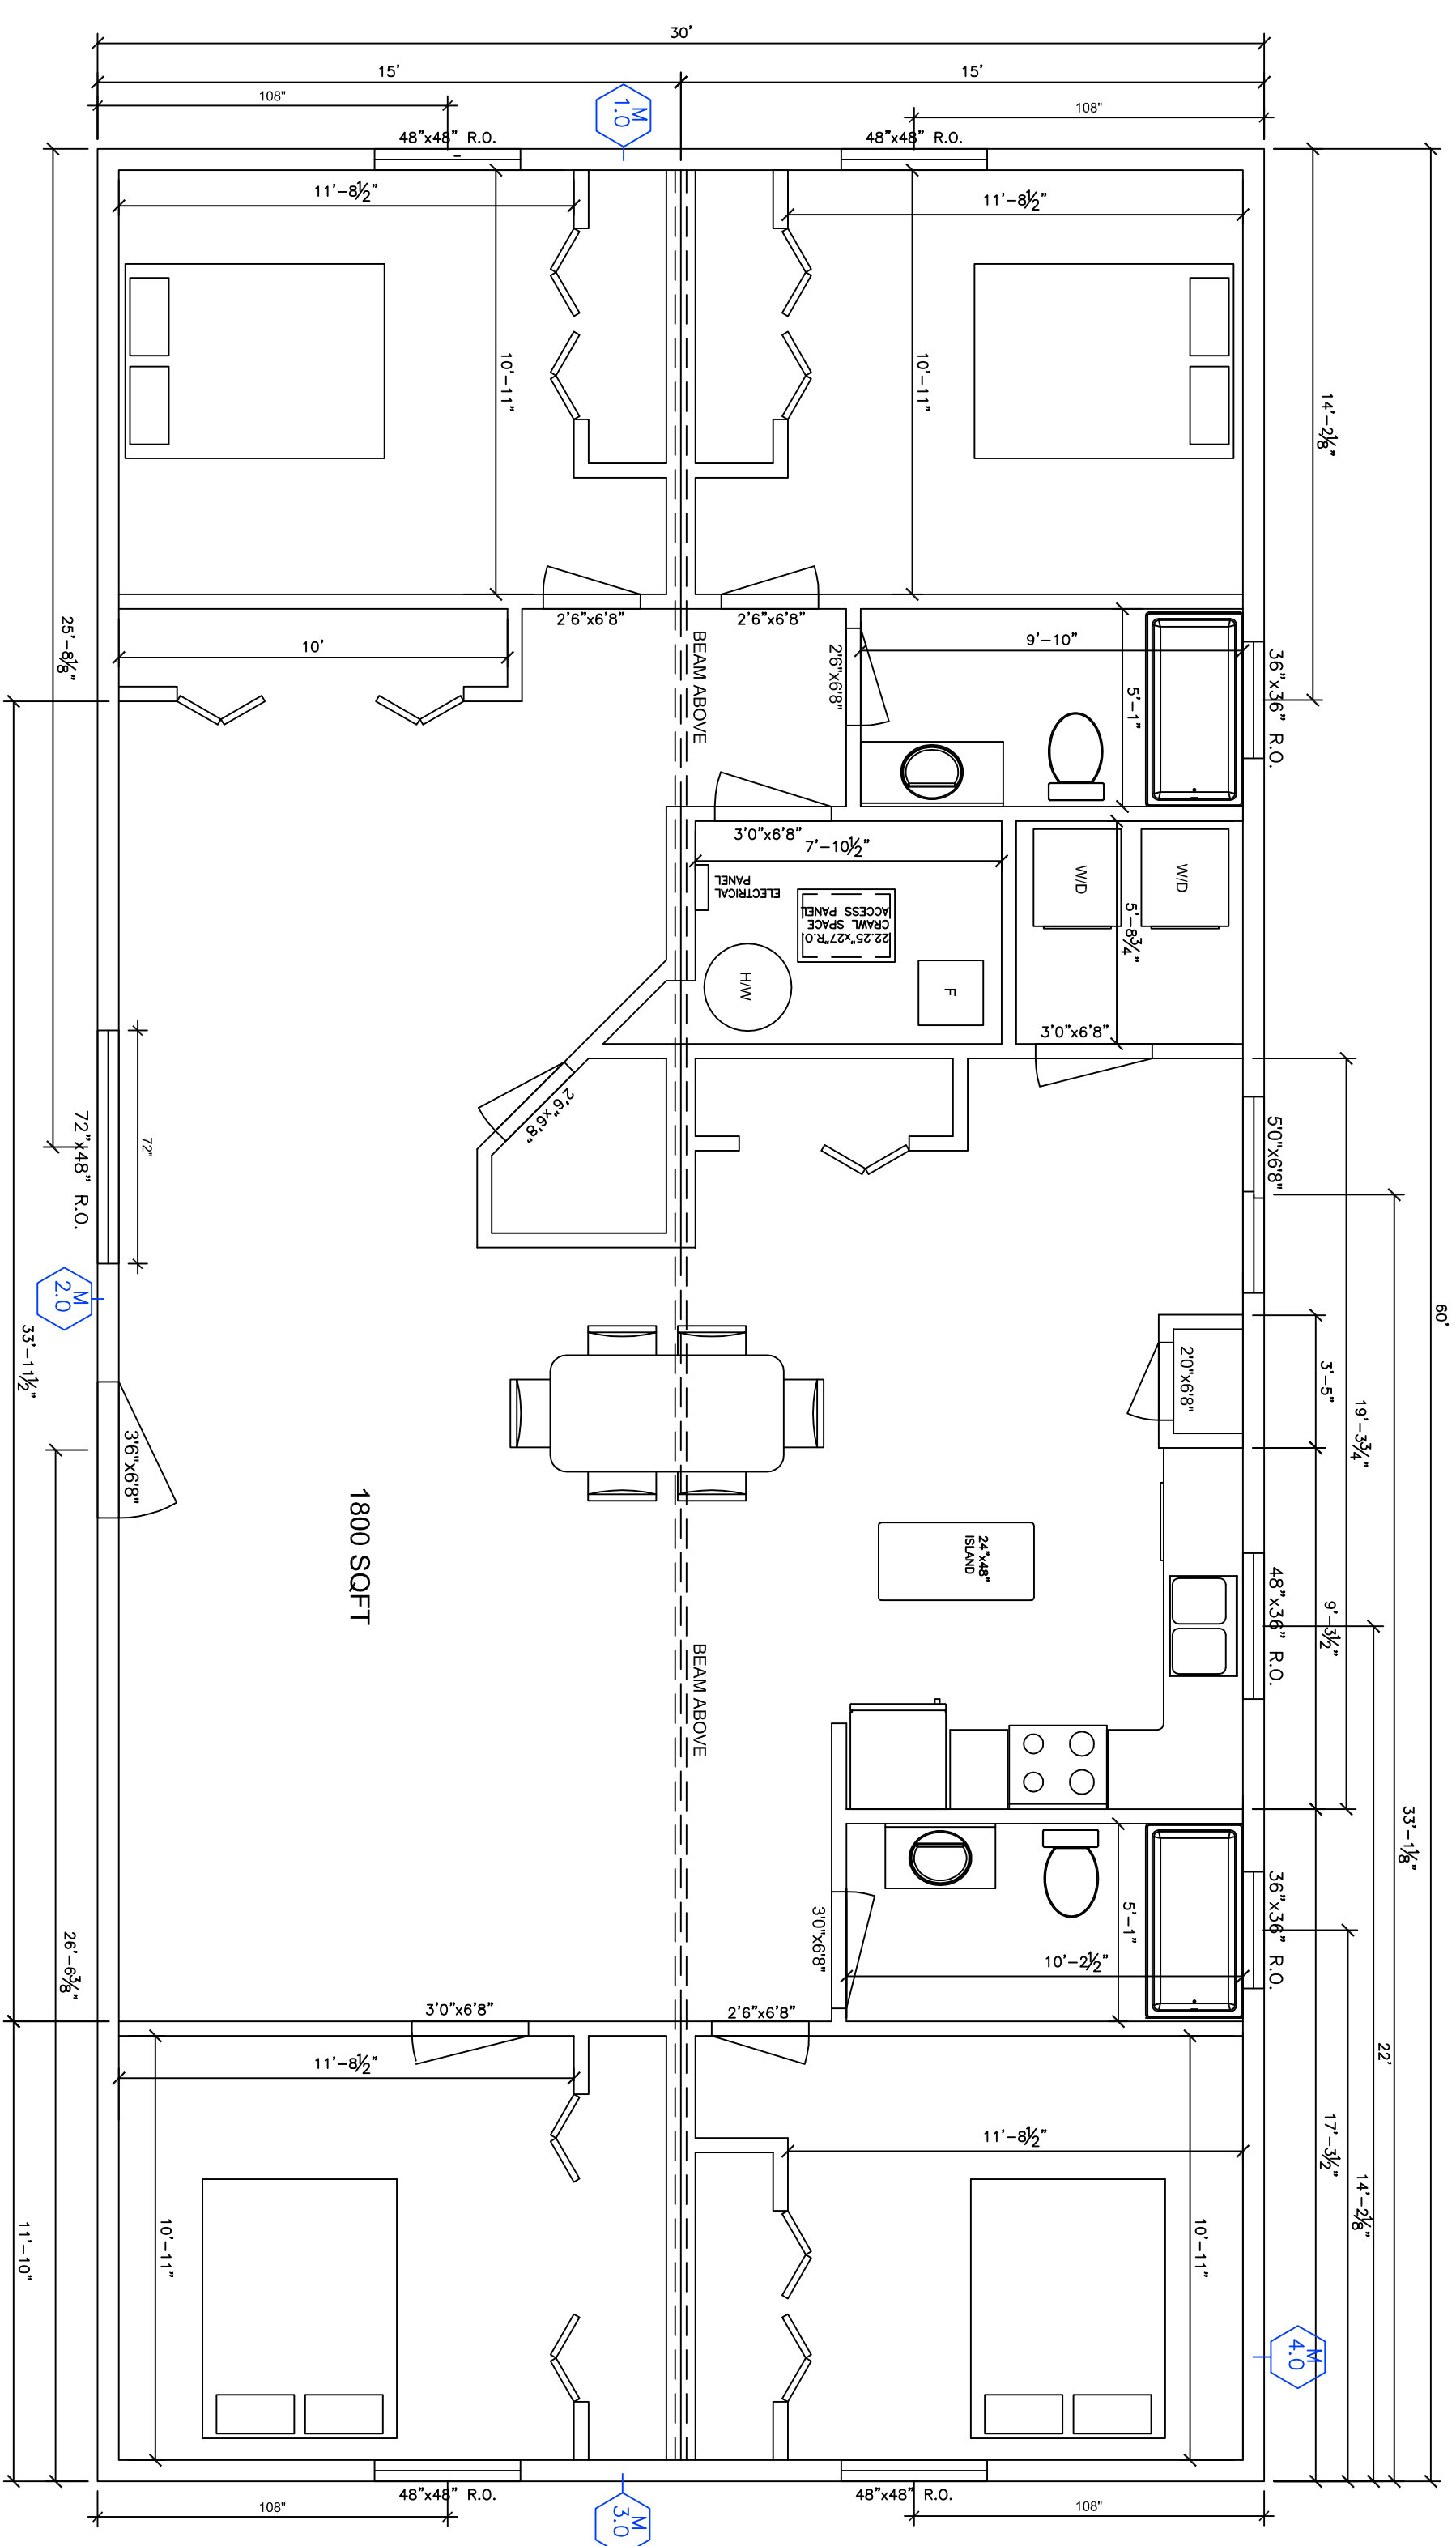 30'
15'
15'
108"
108"
M
1.0
48"x48" R.O.
48"x48" R.O.
11'-8½"
11'-8½"
10'-11"
10'-11"
14'-2⅛"
2'6"x6'8"
2'6"x6'8"
BEAM ABOVE
2'6"x6'8"
9'-10"
5'-1"
36"x36" R.O.
25'-8⅛"
10'
3'0"x6'8"
7'-10½"
ELECTRICAL
PANEL
22.25"x27"R.O.
CRAWL SPACE
ACCESS PANEL
H/W
F
W/D
W/D
5'-8¾"
3'0"x6'8"
2'6"x6'8"
72"x48" R.O.
72"
5'0"x6'8"
M
2.0
33'-11½"
60'
2'0"x6'8"
3'-5"
19'-3¾"
3'6"x6'8"
1800 SQFT
24"x48"
ISLAND
48"x36" R.O.
9'-3½"
BEAM ABOVE
33'-1⅛"
26'-6⅜"
3'0"x6'8"
10'-2½"
5'-1"
36"x36" R.O.
22'
3'0"x6'8"
2'6"x6'8"
11'-8½"
11'-8½"
17'-3½"
14'-2⅛"
11'-10"
10'-11"
10'-11"
M
4.0
48"x48" R.O.
48"x48" R.O.
108"
108"
M
3.0